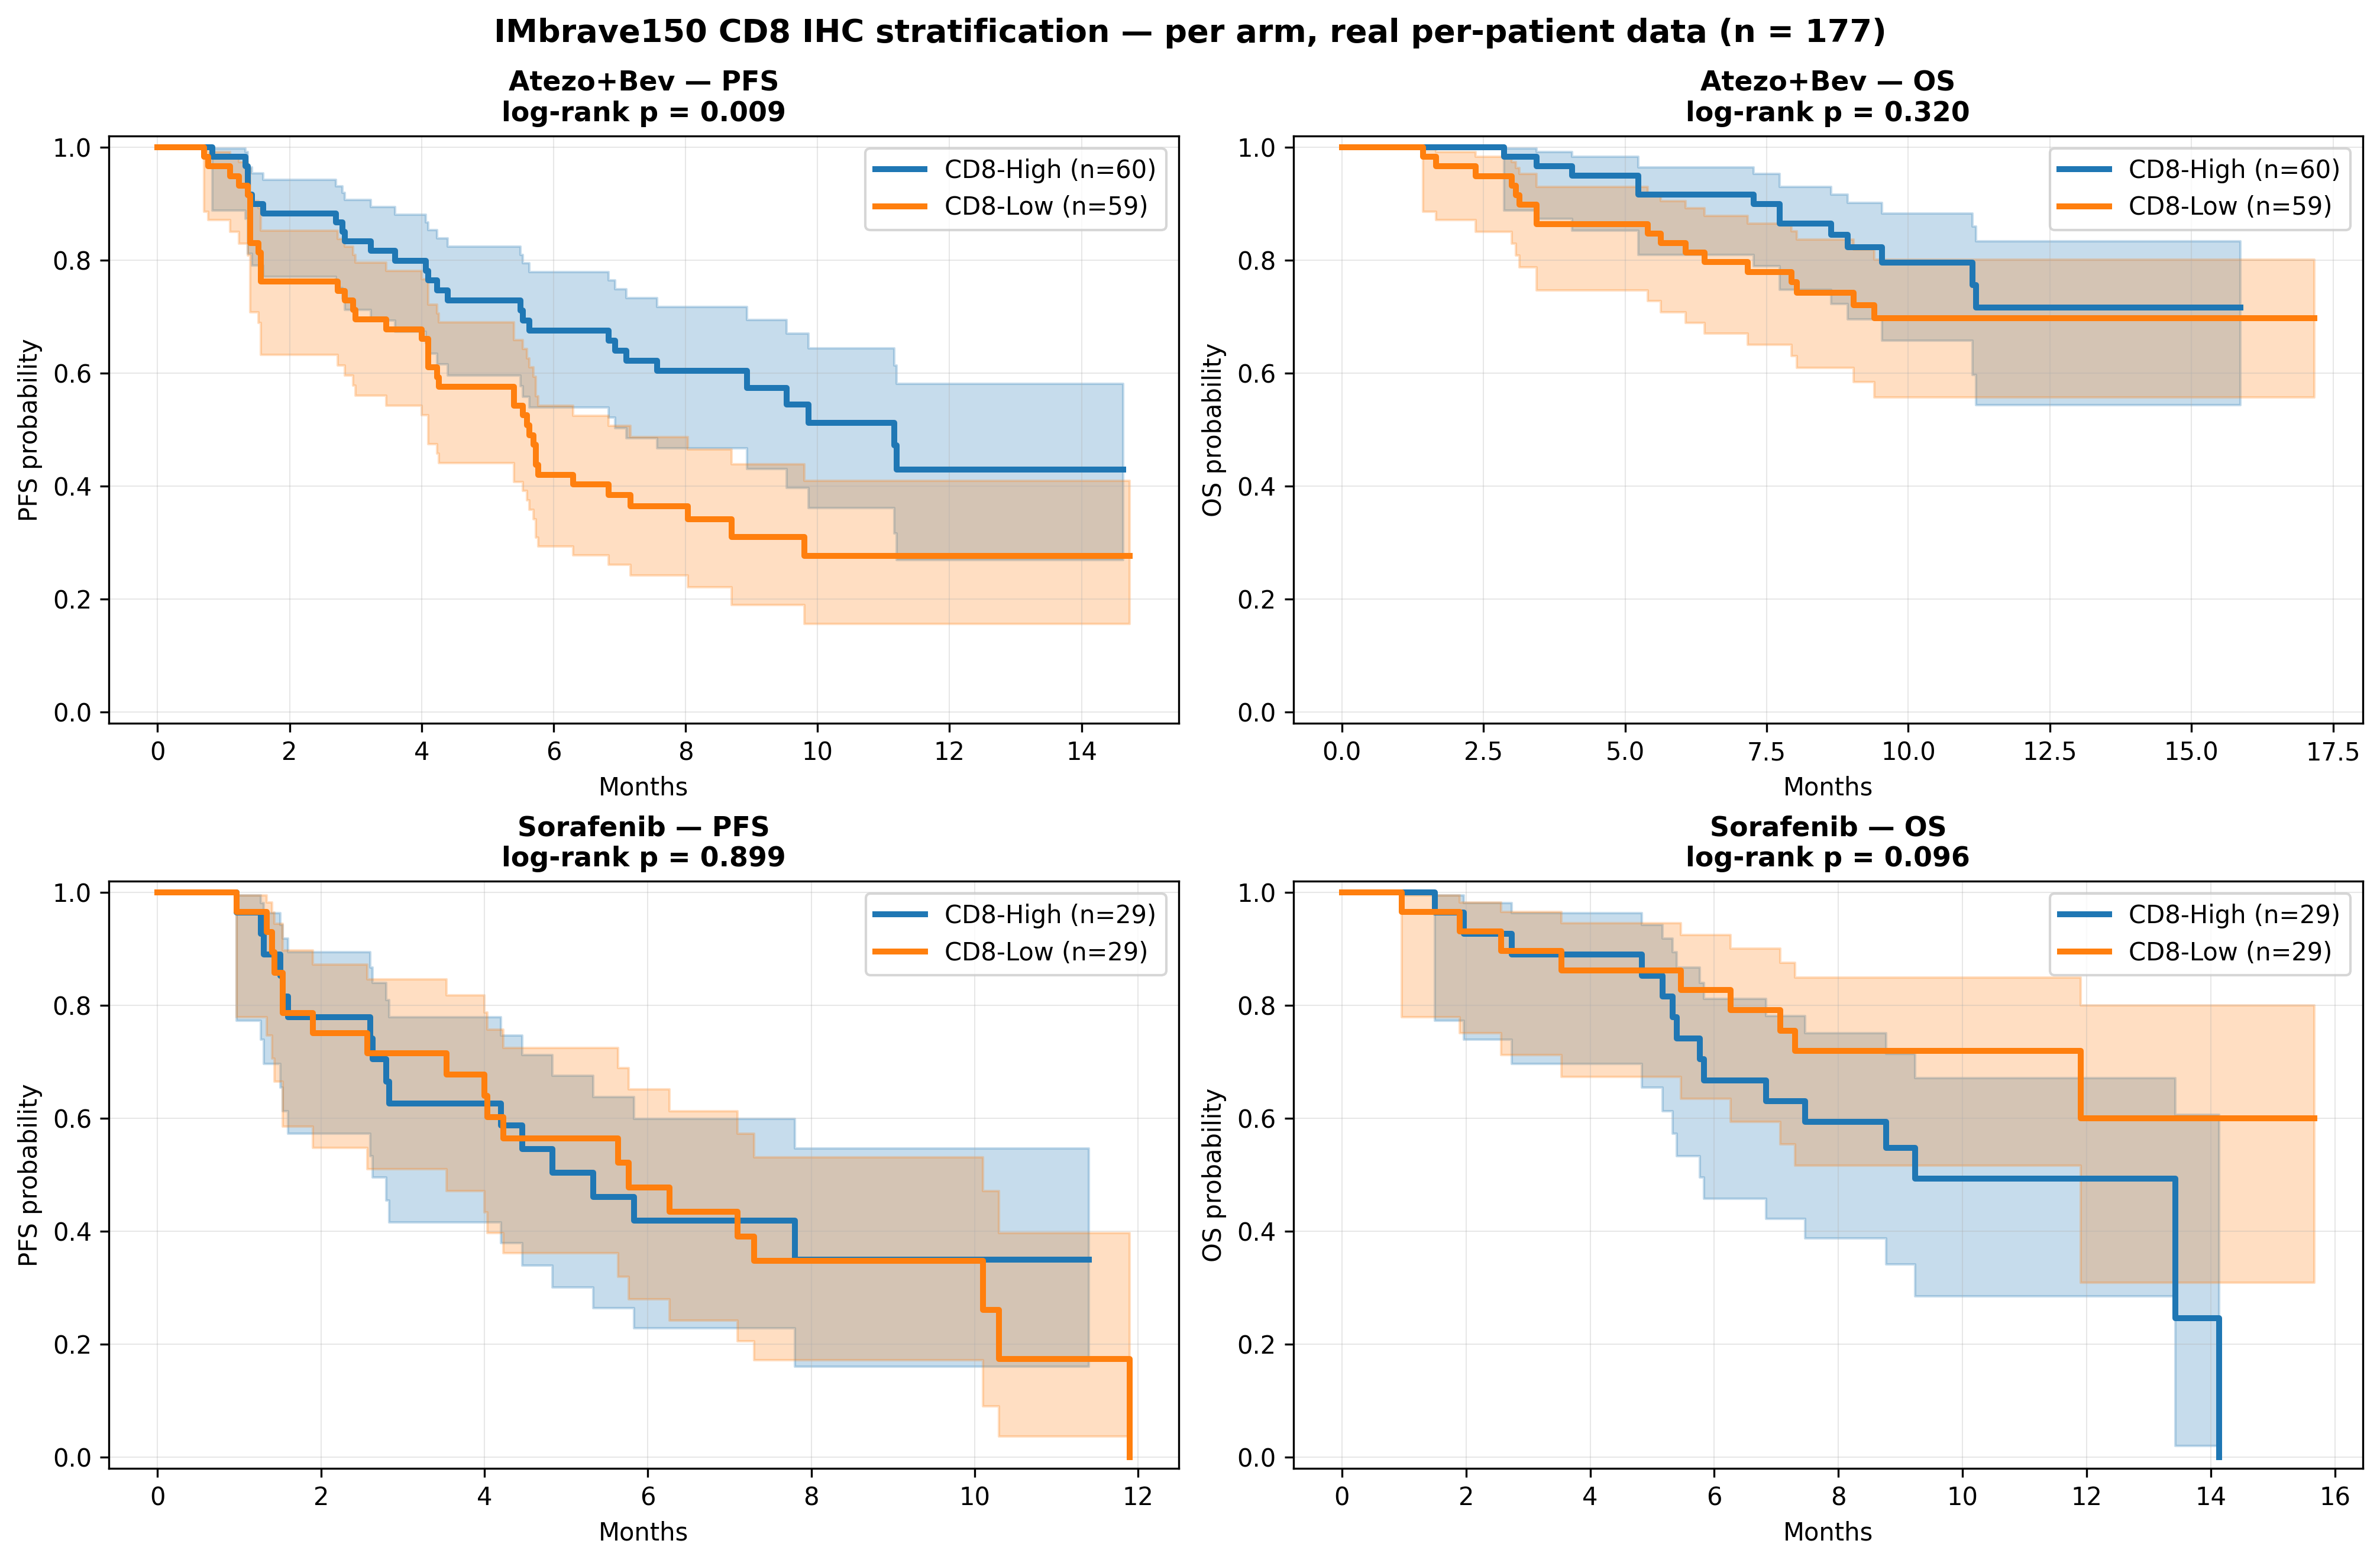 IMbrave150 CD8 IHC stratification — per arm, real per-patient data (n = 177)
Atezo+Bev — PFS
log-rank p = 0.009
1.0
0.8
0.6
0.4
0.2
0.0
PFS probability
CD8-High (n=60)
CD8-Low (n=59)
0 2 4 6 8 10 12 14
Months
Atezo+Bev — OS
log-rank p = 0.320
1.0
0.8
0.6
0.4
0.2
0.0
OS probability
CD8-High (n=60)
CD8-Low (n=59)
0.0 2.5 5.0 7.5 10.0 12.5 15.0 17.5
Months
Sorafenib — PFS
log-rank p = 0.899
1.0
0.8
0.6
0.4
0.2
0.0
PFS probability
CD8-High (n=29)
CD8-Low (n=29)
0 2 4 6 8 10 12
Months
Sorafenib — OS
log-rank p = 0.096
1.0
0.8
0.6
0.4
0.2
0.0
OS probability
CD8-High (n=29)
CD8-Low (n=29)
0 2 4 6 8 10 12 14 16
Months